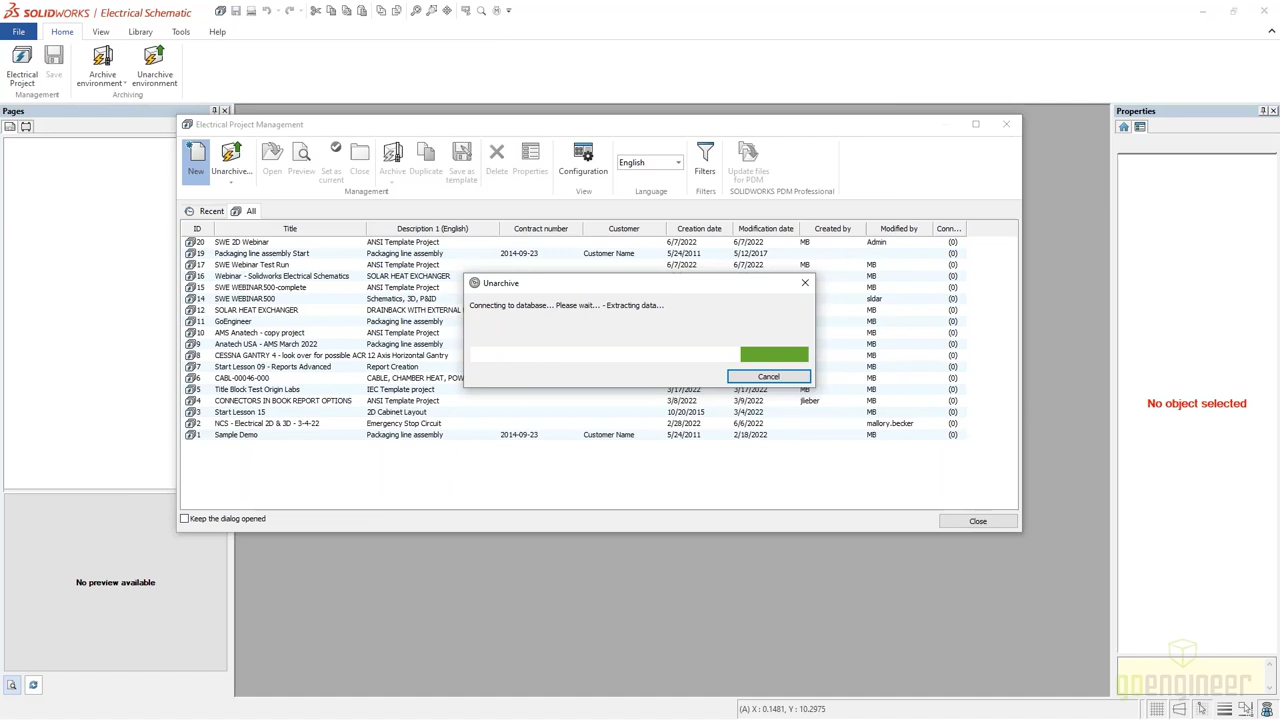 SOLIDWORKS | Electrical Schematic
File Home View Library Tools Help
Electrical Project
Save
Archive environment
Unarchive environment
Management
Archiving
Pages
Properties
Electrical Project Management
New
Unarchive...
Open
Preview
Set as current
Close
Archive
Duplicate
Save as template
Delete
Properties
Configuration
English
Filters
Update files for PDM
Management
View
Language
Filters
SOLIDWORKS PDM Professional
Recent All
ID Title Description 1 (English) Contract number Customer Creation date Modification date Created by Modified by Conn...
20 SWE 2D Webinar ANSI Template Project 6/7/2022 6/7/2022 MB Admin (0)
19 Packaging line assembly Start Packaging line assembly 2014-09-23 Customer Name 5/24/2011 5/12/2017 (0)
17 SWE Webinar Test Run ANSI Template Project 6/7/2022 6/7/2022 MB MB (0)
16 Webinar - Solidworks Electrical Schematics SOLAR HEAT EXCHANGER MB (0)
15 SWE WEBINAR500-complete ANSI Template Project MB (0)
14 SWE WEBINAR500 Schematics, 3D, P&ID sldar (0)
12 SOLAR HEAT EXCHANGER DRAINBACK WITH EXTERNAL MB (0)
11 GoEngineer Packaging line assembly MB (0)
10 AMS Anatech - copy project ANSI Template Project MB (0)
9 Anatech USA - AMS March 2022 Packaging line assembly MB (0)
8 CESSNA GANTRY 4 - look over for possible ACR 12 Axis Horizontal Gantry MB (0)
7 Start Lesson 09 - Reports Advanced Report Creation MB (0)
6 CABL-00046-000 CABLE, CHAMBER HEAT, POW MB (0)
5 Title Block Test Origin Labs IEC Template project 3/17/2022 3/17/2022 MB MB (0)
4 CONNECTORS IN BOOK REPORT OPTIONS ANSI Template Project 3/8/2022 3/9/2022 jlieber MB (0)
3 Start Lesson 15 2D Cabinet Layout 10/20/2015 3/4/2022 MB (0)
2 NCS - Electrical 2D & 3D - 3-4-22 Emergency Stop Circuit 2/28/2022 6/6/2022 mallory.becker (0)
1 Sample Demo Packaging line assembly 2014-09-23 Customer Name 5/24/2011 2/18/2022 MB (0)
Unarchive
Connecting to database... Please wait... - Extracting data...
Cancel
Keep the dialog opened
Close
No preview available
No object selected
goengineer
(A) X : 0.1481, Y : 10.2975